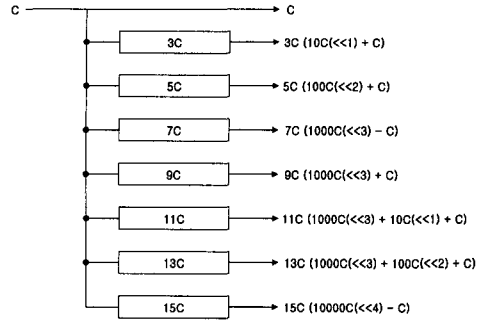 C C
3C 3C (10C(<<1) + C)
5C 5C (100C(<<2) + C)
7C 7C (1000C(<<3) - C)
9C 9C (1000C(<<3) + C)
11C 11C (1000C(<<3) + 10C(<<1) + C)
13C 13C (1000C(<<3) + 100C(<<2) + C)
15C 15C (10000C(<<4) - C)